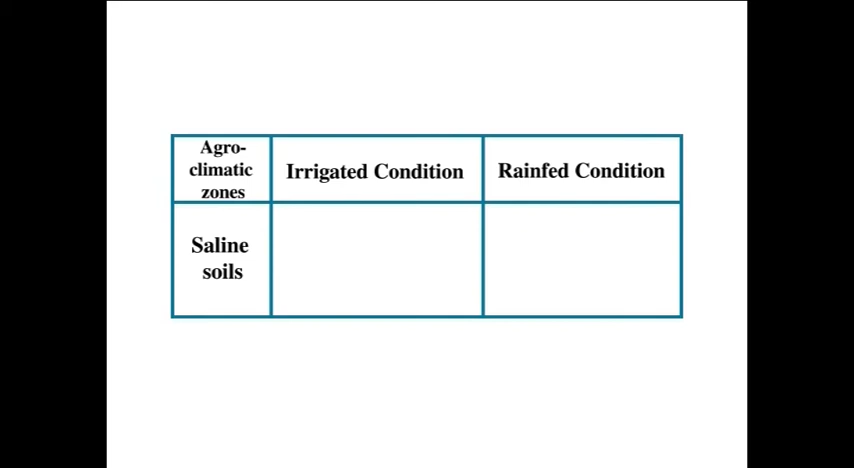 Agro-
climatic
zones
Irrigated Condition
Rainfed Condition
Saline
soils